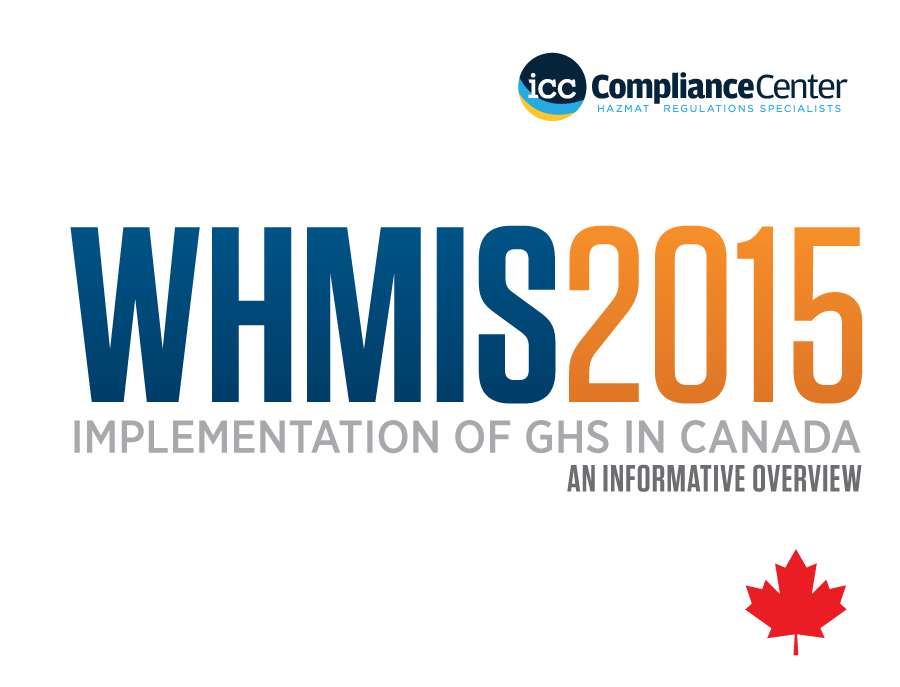 icc ComplianceCenter
HAZMAT REGULATIONS SPECIALISTS
WHMIS2015
IMPLEMENTATION OF GHS IN CANADA
AN INFORMATIVE OVERVIEW